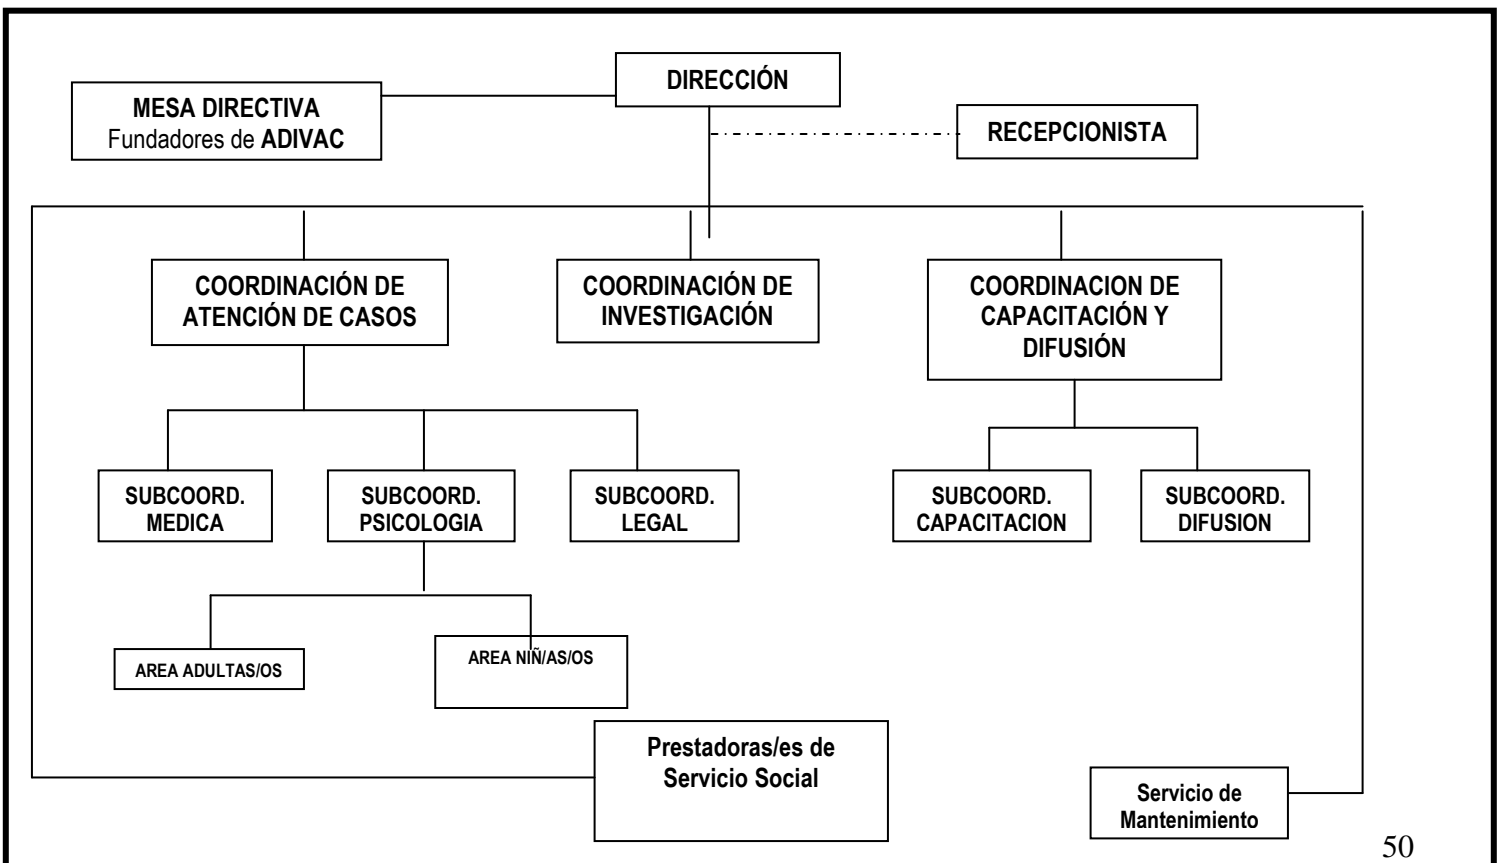 DIRECCIÓN
MESA DIRECTIVA
Fundadores de ADIVAC
RECEPCIONISTA
COORDINACIÓN DE
ATENCIÓN DE CASOS
COORDINACIÓN DE
INVESTIGACIÓN
COORDINACION DE
CAPACITACIÓN Y
DIFUSIÓN
SUBCOORD.
MEDICA
SUBCOORD.
PSICOLOGIA
SUBCOORD.
LEGAL
SUBCOORD.
CAPACITACION
SUBCOORD.
DIFUSION
AREA ADULTAS/OS
AREA NIÑ/AS/OS
Prestadoras/es de
Servicio Social
Servicio de
Mantenimiento
50